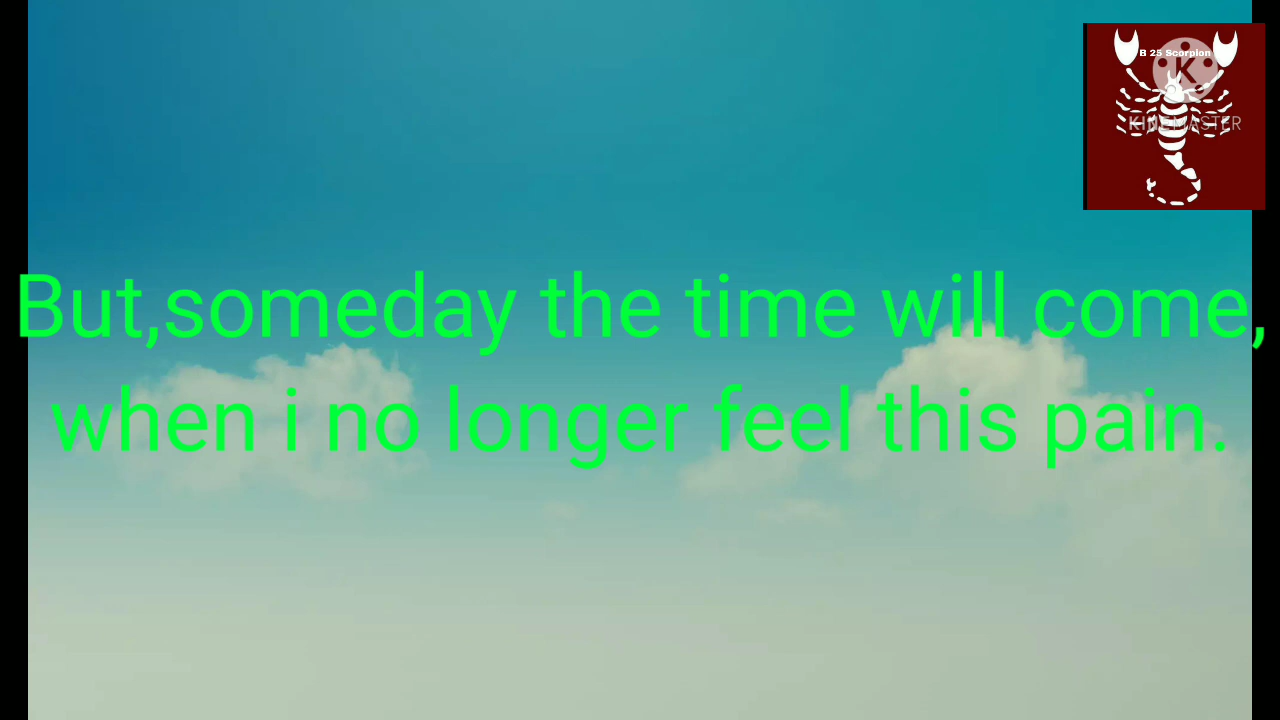 B 25 Scorpion
KINEMASTER
But,someday the time will come,
when i no longer feel this pain.